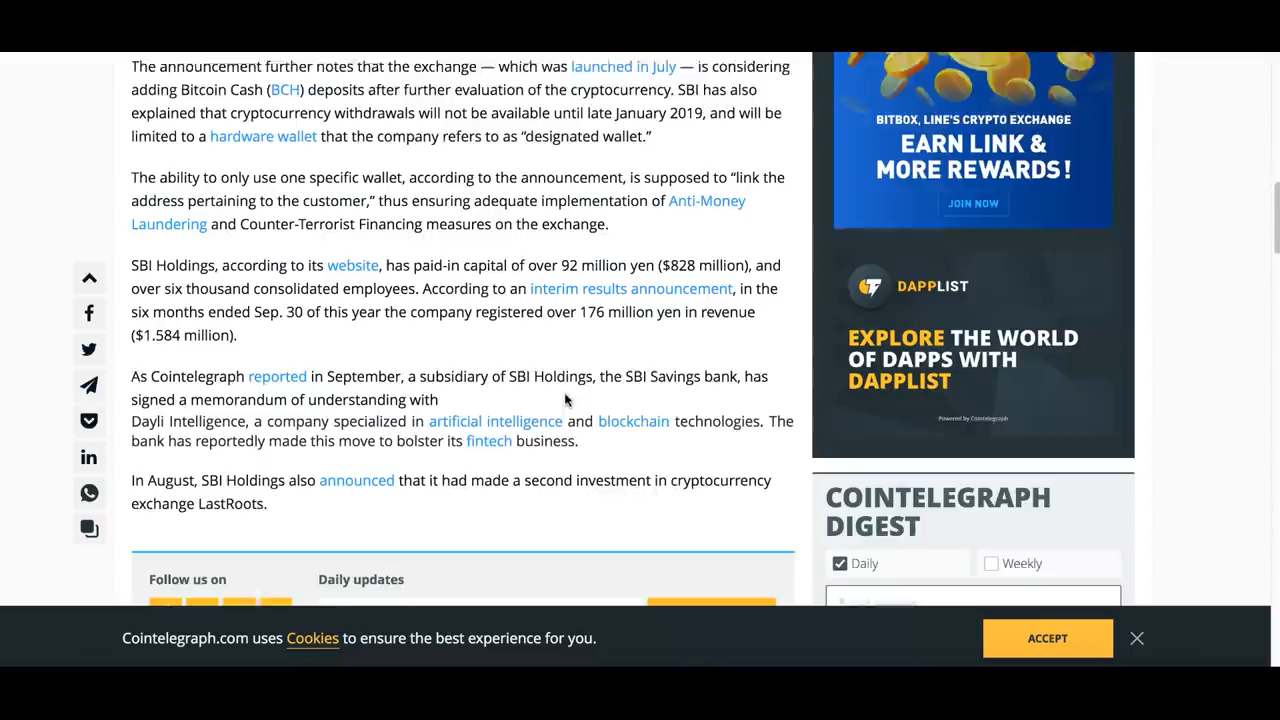 The announcement further notes that the exchange — which was launched in July — is considering
adding Bitcoin Cash (BCH) deposits after further evaluation of the cryptocurrency. SBI has also
explained that cryptocurrency withdrawals will not be available until late January 2019, and will be
limited to a hardware wallet that the company refers to as “designated wallet.”
The ability to only use one specific wallet, according to the announcement, is supposed to “link the
address pertaining to the customer,” thus ensuring adequate implementation of Anti-Money
Laundering and Counter-Terrorist Financing measures on the exchange.
SBI Holdings, according to its website, has paid-in capital of over 92 million yen ($828 million), and
over six thousand consolidated employees. According to an interim results announcement, in the
six months ended Sep. 30 of this year the company registered over 176 million yen in revenue
($1.584 million).
As Cointelegraph reported in September, a subsidiary of SBI Holdings, the SBI Savings bank, has
signed a memorandum of understanding with
Dayli Intelligence, a company specialized in artificial intelligence and blockchain technologies. The
bank has reportedly made this move to bolster its fintech business.
In August, SBI Holdings also announced that it had made a second investment in cryptocurrency
exchange LastRoots.
Follow us on
Daily updates
BITBOX, LINE'S CRYPTO EXCHANGE
EARN LINK &
MORE REWARDS!
JOIN NOW
DAPPLIST
EXPLORE THE WORLD
OF DAPPS WITH
DAPPLIST
Powered by Cointelegraph
COINTELEGRAPH
DIGEST
Daily
Weekly
Cointelegraph.com uses Cookies to ensure the best experience for you.
ACCEPT